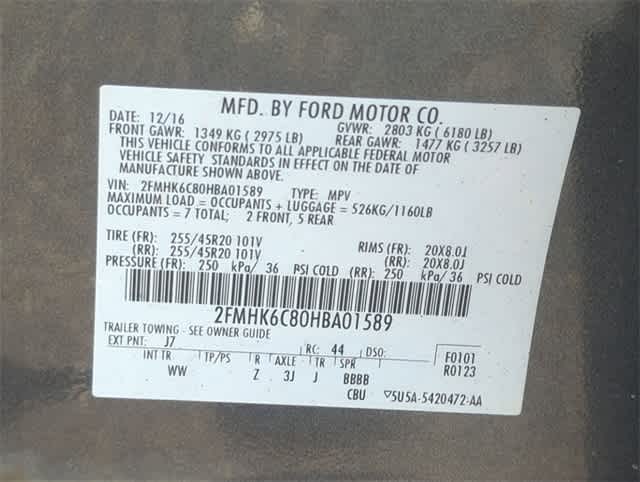 MFD. BY FORD MOTOR CO.
DATE: 12/16 GVWR: 2803 KG ( 6180 LB)
FRONT GAWR: 1349 KG ( 2975 LB) REAR GAWR: 1477 KG ( 3257 LB)
THIS VEHICLE CONFORMS TO ALL APPLICABLE FEDERAL MOTOR
VEHICLE SAFETY STANDARDS IN EFFECT ON THE DATE OF
MANUFACTURE SHOWN ABOVE.
VIN: 2FMHK6C80HBA01589 TYPE: MPV
MAXIMUM LOAD = OCCUPANTS + LUGGAGE = 526KG/1160LB
OCCUPANTS = 7 TOTAL; 2 FRONT, 5 REAR
TIRE (FR): 255/45R20 101V RIMS (FR): 20X8.0J
(RR): 255/45R20 101V (RR): 20X8.0J
PRESSURE (FR): 250 kPa/ 36 PSI COLD (RR): 250 kPa/ 36 PSI COLD
2FMHK6C80HBA01589
TRAILER TOWING - SEE OWNER GUIDE
EXT PNT: J7 RC: 44 DSO: F0101
INT TR TP/PS R AXLE TR SPR R0123
WW Z 3J J BBBB
CBU ▽5U5A-5420472-AA